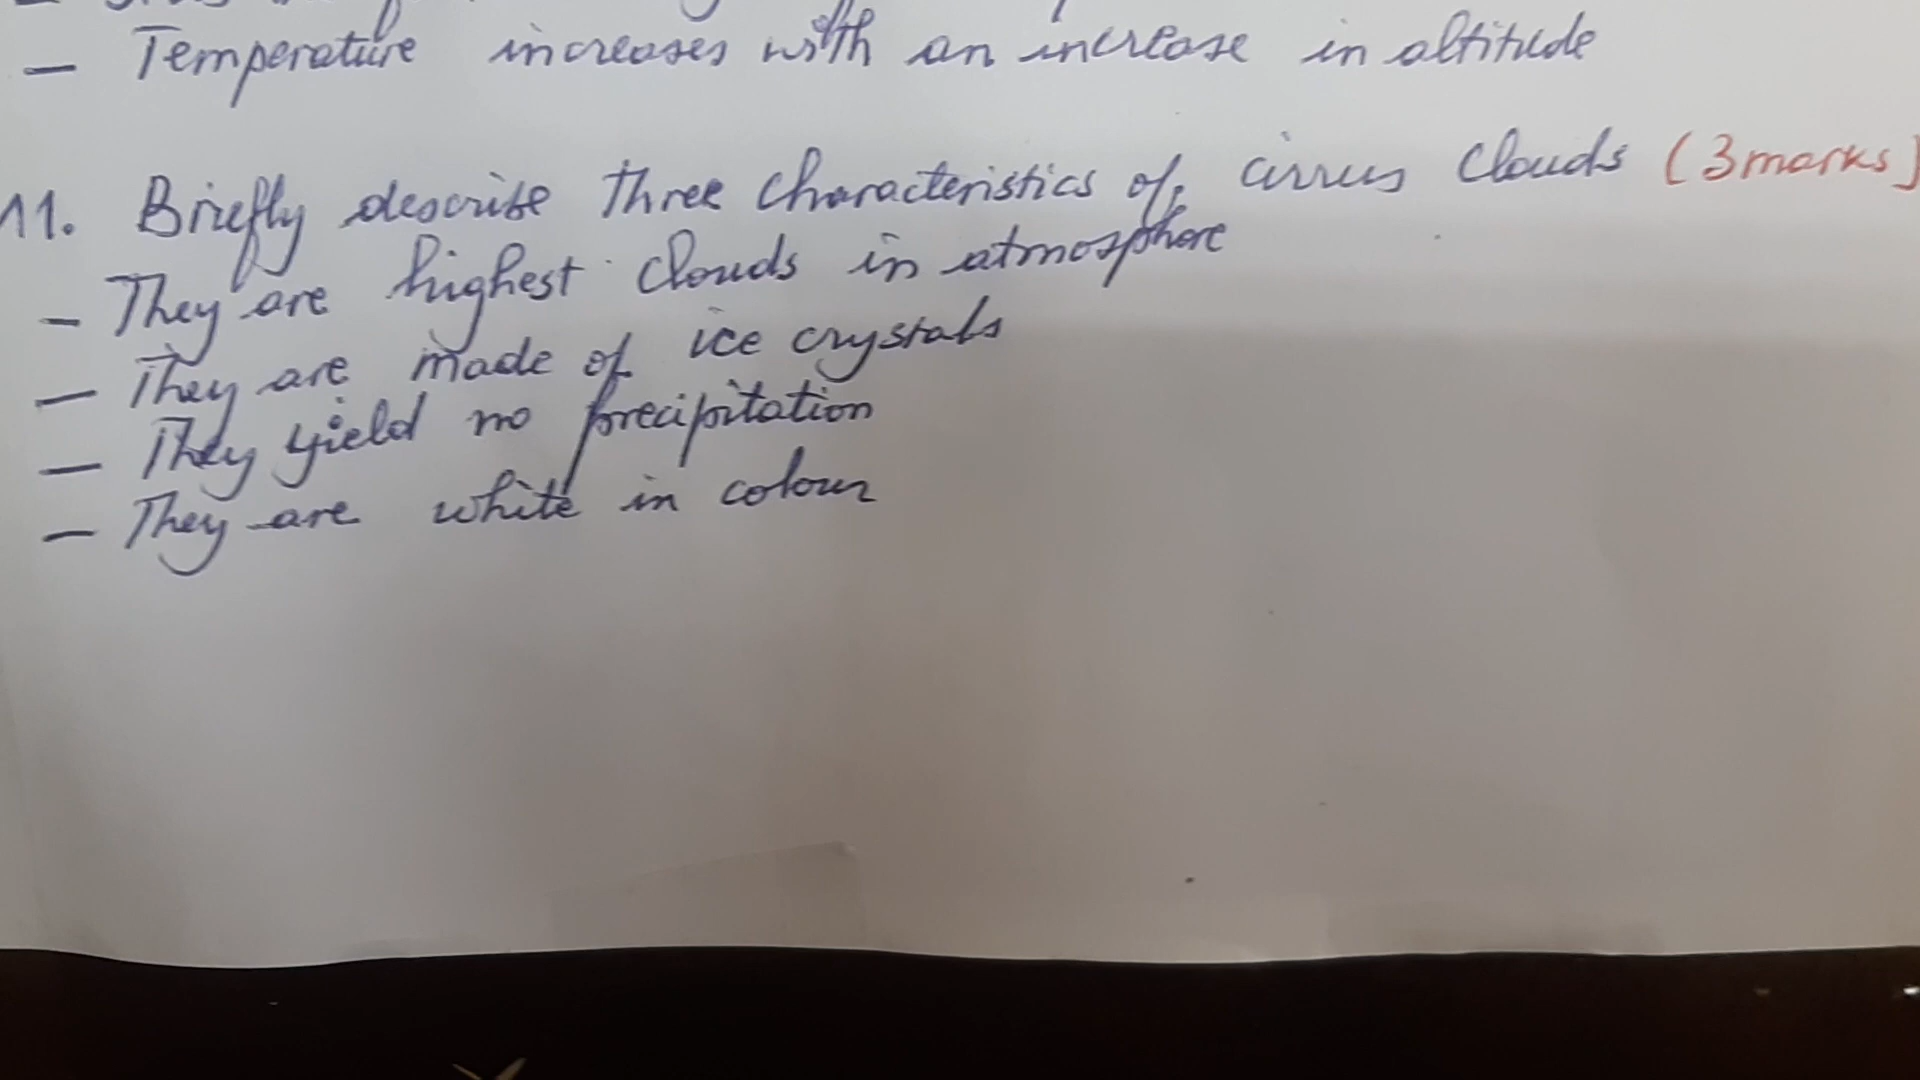 - Temperature increases with an increase in altitude
11. Briefly describe three characteristics of, cirrus clouds (3marks)
- They are highest clouds in atmosphere
- They are made of ice crystals
- They yield no precipitation
- They are white in colour